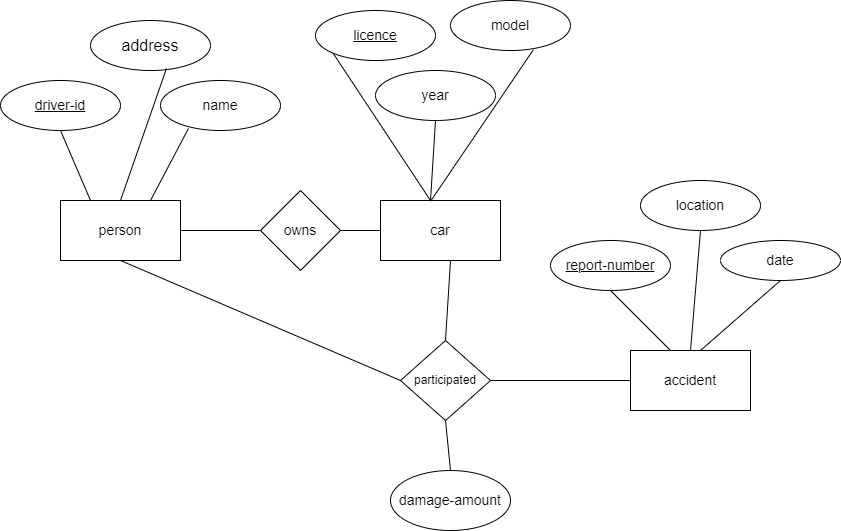 licence
model
address
year
driver-id
name
location
person
owns
car
report-number
date
participated
accident
damage-amount